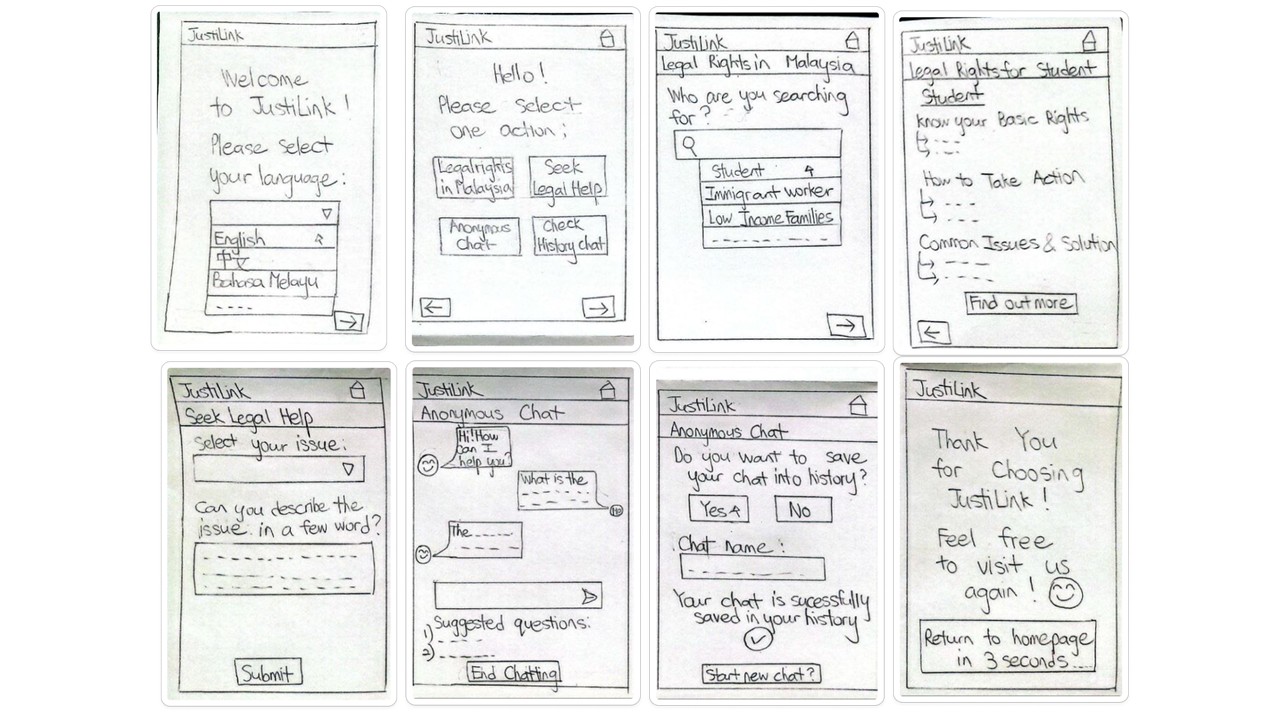 JustiLink
Welcome
to JustiLink!
Please select
your language:
English
中文
Bahasa Melayu
JustiLink
Hello!
Please select
one action;
Legal rights
in Malaysia
Seek
Legal Help
Anonymous
Chat
Check
History chat
JustiLink
Legal Rights in Malaysia
Who are you searching
for?
Student
Immigrant worker
Low Income Families
JustiLink
Legal Rights for Student
Student
Know your Basic Rights
How to Take Action
Common Issues & Solution
Find out more
JustiLink
Seek Legal Help
Select your issue:
Can you describe the
issue in a few word?
Submit
JustiLink
Anonymous Chat
Hi! How
can I
help you?
What is the
The
Suggested questions:
1)
2)
End Chatting
JustiLink
Anonymous Chat
Do you want to save
your chat into history?
Yes
No
Chat name:
Your chat is sucessfully
saved in your history
Start new chat?
JustiLink
Thank You
for Choosing
JustiLink!
Feel free
to visit us
again!
Return to homepage
in 3 seconds....